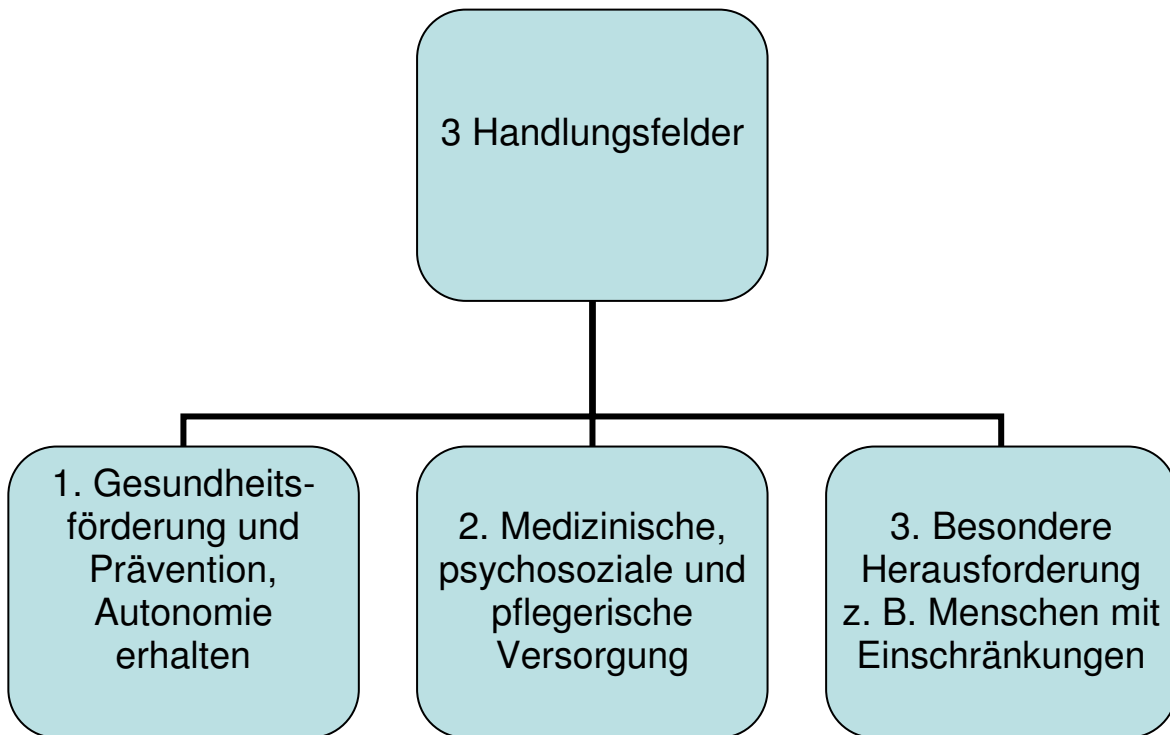 3 Handlungsfelder
1. Gesundheits-
förderung und
Prävention,
Autonomie
erhalten
2. Medizinische,
psychosoziale und
pflegerische
Versorgung
3. Besondere
Herausforderung
z. B. Menschen mit
Einschränkungen